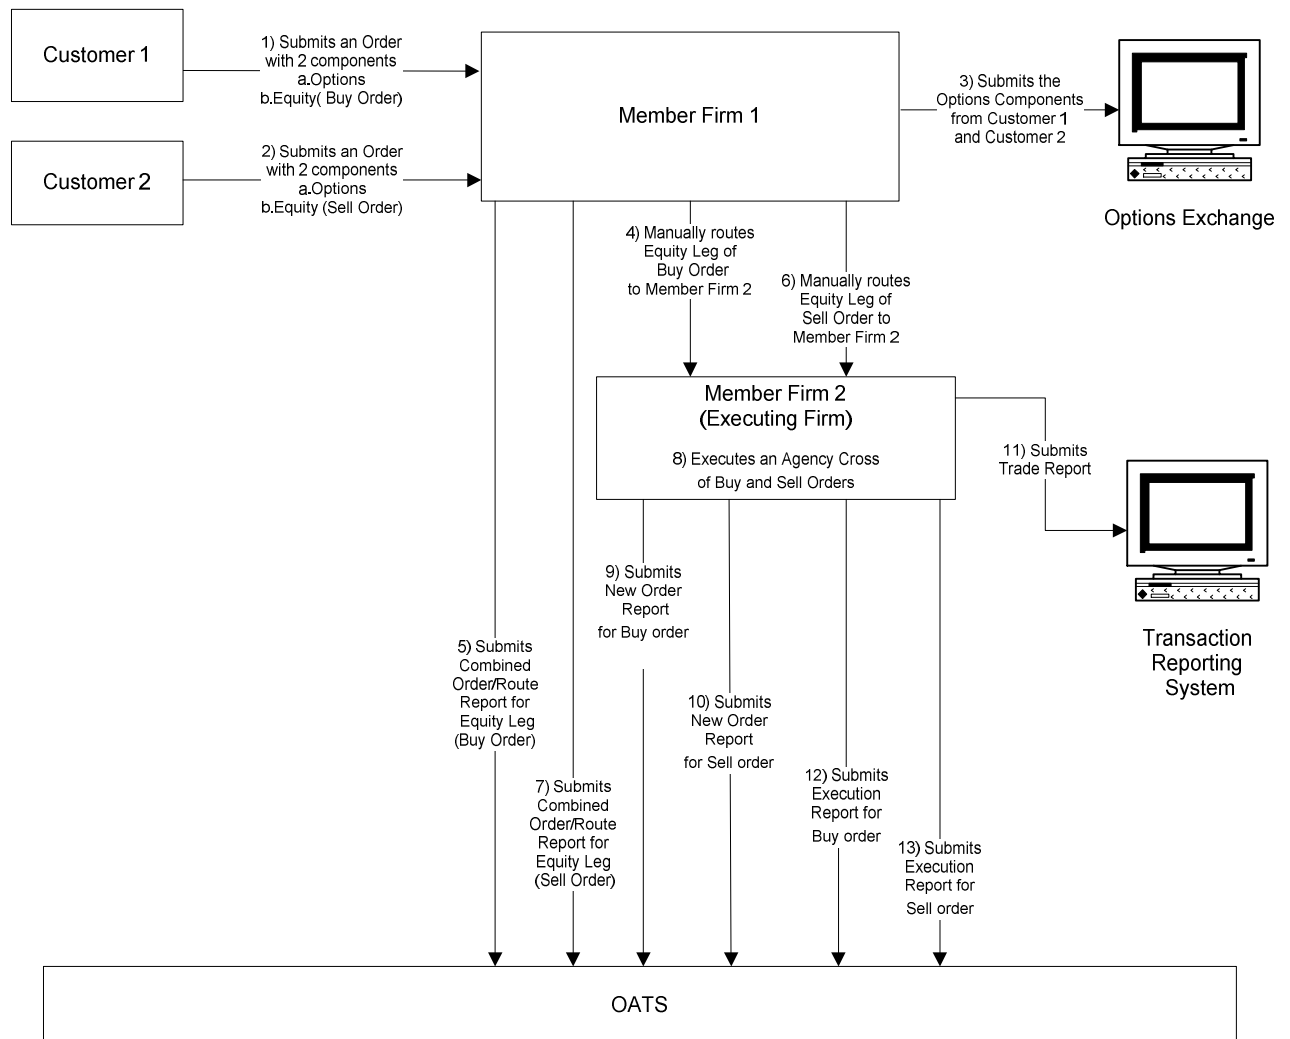 Customer 1
1) Submits an Order
with 2 components
a.Options
b.Equity( Buy Order)
Member Firm 1
3) Submits the
Options Components
from Customer 1
and Customer 2
Options Exchange
Customer 2
2) Submits an Order
with 2 components
a.Options
b.Equity (Sell Order)
4) Manually routes
Equity Leg of
Buy Order
to Member Firm 2
6) Manually routes
Equity Leg of
Sell Order to
Member Firm 2
Member Firm 2
(Executing Firm)
8) Executes an Agency Cross
of Buy and Sell Orders
11) Submits
Trade Report
Transaction
Reporting
System
9) Submits
New Order
Report
for Buy order
5) Submits
Combined
Order/Route
Report for
Equity Leg
(Buy Order)
10) Submits
New Order
Report
for Sell order
7) Submits
Combined
Order/Route
Report for
Equity Leg
(Sell Order)
12) Submits
Execution
Report for
Buy order
13) Submits
Execution
Report for
Sell order
OATS